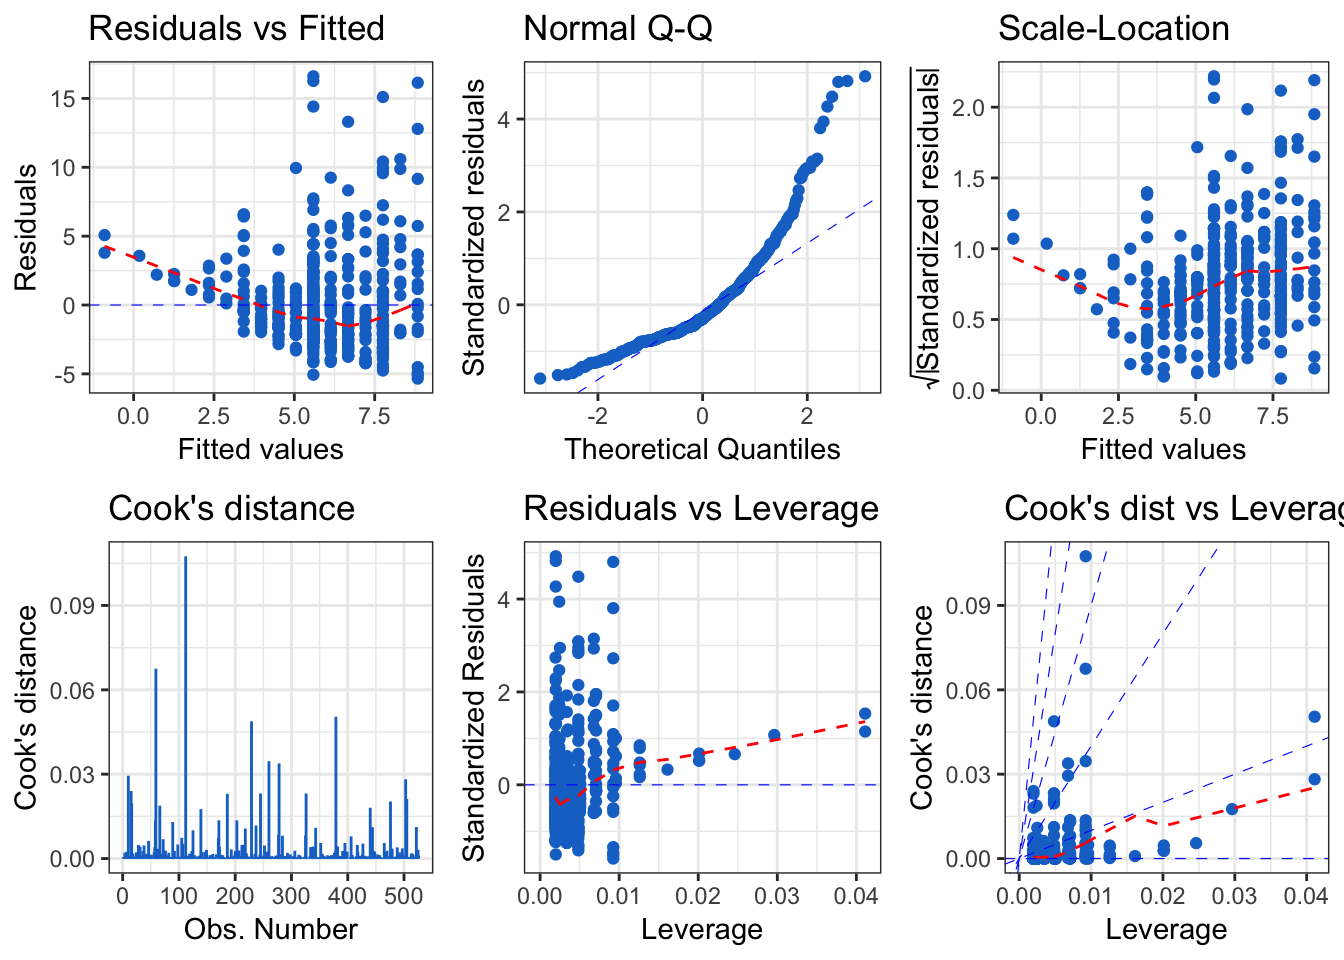 Residuals vs Fitted
Residuals
15
10
5
0
-5
0.0 2.5 5.0 7.5
Fitted values
Normal Q-Q
Standardized residuals
4
2
0
-2 0 2
Theoretical Quantiles
Scale-Location
√|Standardized residuals|
2.0
1.5
1.0
0.5
0.0
0.0 2.5 5.0 7.5
Fitted values
Cook's distance
Cook's distance
0.09
0.06
0.03
0.00
0 100 200 300 400 500
Obs. Number
Residuals vs Leverage
Standardized Residuals
4
2
0
0.00 0.01 0.02 0.03 0.04
Leverage
Cook's dist vs Leverag
Cook's distance
0.09
0.06
0.03
0.00
0.00 0.01 0.02 0.03 0.04
Leverage